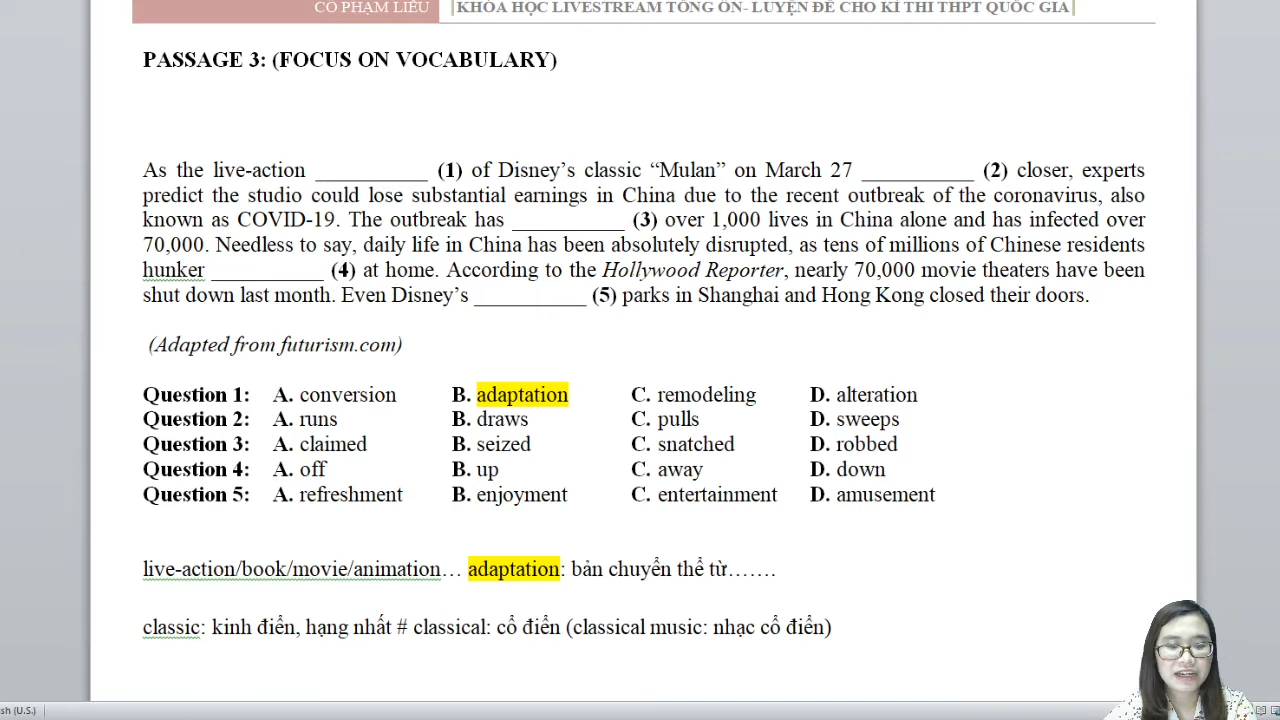 CÔ PHẠM LIỄU KHÓA HỌC LIVESTREAM TỔNG ÔN- LUYỆN ĐỀ CHO KÌ THI THPT QUỐC GIA
PASSAGE 3: (FOCUS ON VOCABULARY)
As the live-action __________ (1) of Disney’s classic “Mulan” on March 27 __________ (2) closer, experts
predict the studio could lose substantial earnings in China due to the recent outbreak of the coronavirus, also
known as COVID-19. The outbreak has __________ (3) over 1,000 lives in China alone and has infected over
70,000. Needless to say, daily life in China has been absolutely disrupted, as tens of millions of Chinese residents
hunker __________ (4) at home. According to the Hollywood Reporter, nearly 70,000 movie theaters have been
shut down last month. Even Disney’s __________ (5) parks in Shanghai and Hong Kong closed their doors.
(Adapted from futurism.com)
Question 1: A. conversion B. adaptation C. remodeling D. alteration
Question 2: A. runs B. draws C. pulls D. sweeps
Question 3: A. claimed B. seized C. snatched D. robbed
Question 4: A. off B. up C. away D. down
Question 5: A. refreshment B. enjoyment C. entertainment D. amusement
live-action/book/movie/animation… adaptation: bản chuyển thể từ…….
classic: kinh điển, hạng nhất # classical: cổ điển (classical music: nhạc cổ điển)
sh (U.S.)